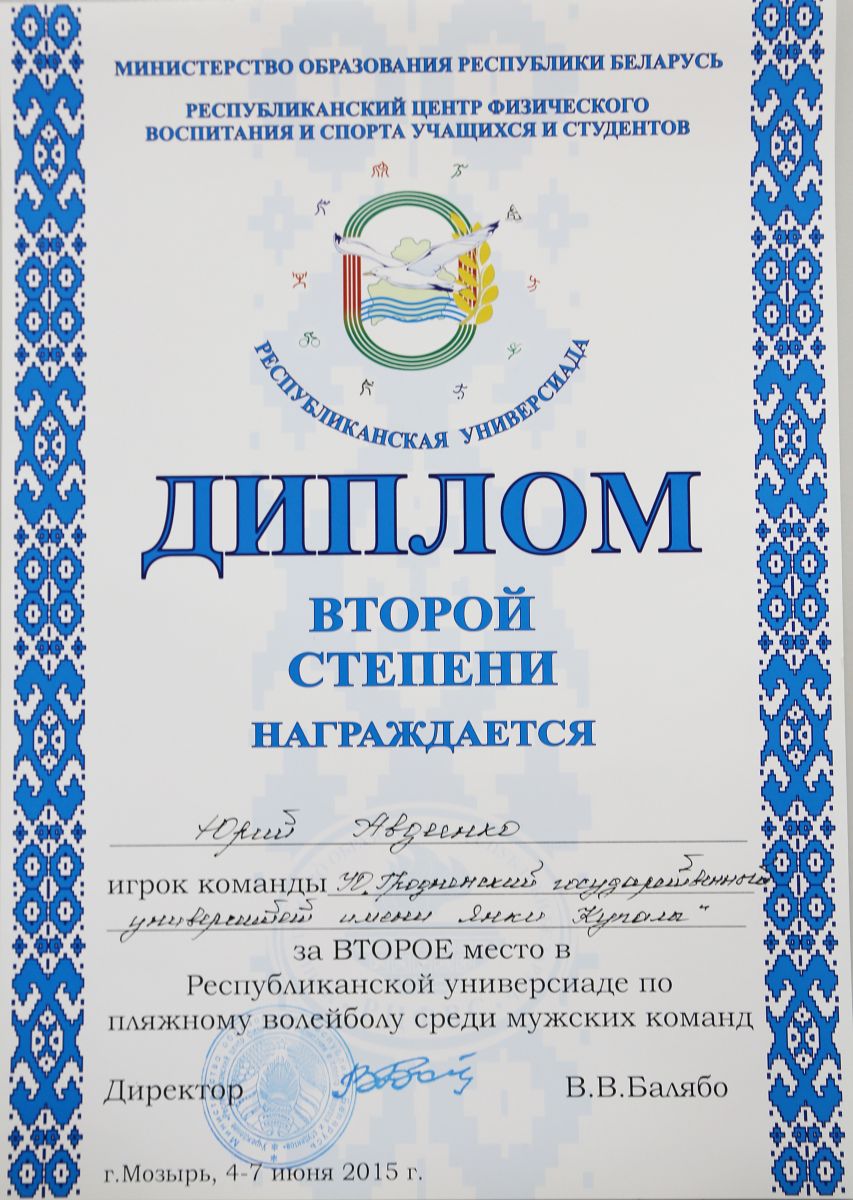 МИНИСТЕРСТВО ОБРАЗОВАНИЯ РЕСПУБЛИКИ БЕЛАРУСЬ
РЕСПУБЛИКАНСКИЙ ЦЕНТР ФИЗИЧЕСКОГО
ВОСПИТАНИЯ И СПОРТА УЧАЩИХСЯ И СТУДЕНТОВ
РЕСПУБЛИКАНСКАЯ УНИВЕРСИАДА
ДИПЛОМ
ВТОРОЙ
СТЕПЕНИ
НАГРАЖДАЕТСЯ
Юрий Авдеенко
игрок команды УО "Гродненский государственный
университет имени Янки Купалы"
за ВТОРОЕ место в
Республиканской универсиаде по
пляжному волейболу среди мужских команд
Директор В.В.Балябо
г.Мозырь, 4-7 июня 2015 г.